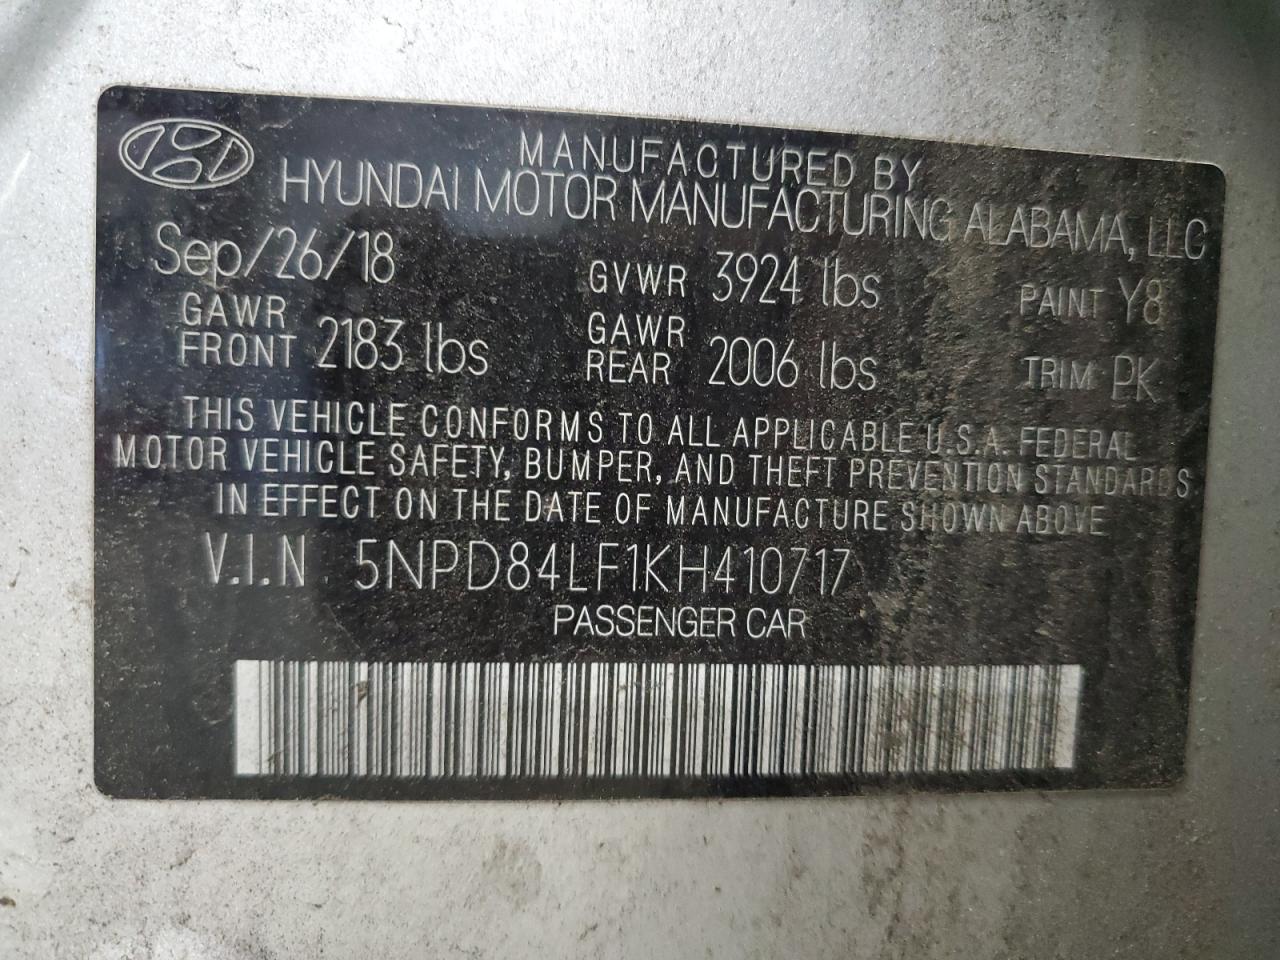 MANUFACTURED BY
HYUNDAI MOTOR MANUFACTURING ALABAMA, LLC
Sep/26/18 GVWR 3924 lbs PAINT Y8
GAWR FRONT 2183 lbs GAWR REAR 2006 lbs TRIM PK
THIS VEHICLE CONFORMS TO ALL APPLICABLE U.S.A. FEDERAL
MOTOR VEHICLE SAFETY, BUMPER, AND THEFT PREVENTION STANDARDS
IN EFFECT ON THE DATE OF MANUFACTURE SHOWN ABOVE
V.I.N. 5NPD84LF1KH410717
PASSENGER CAR